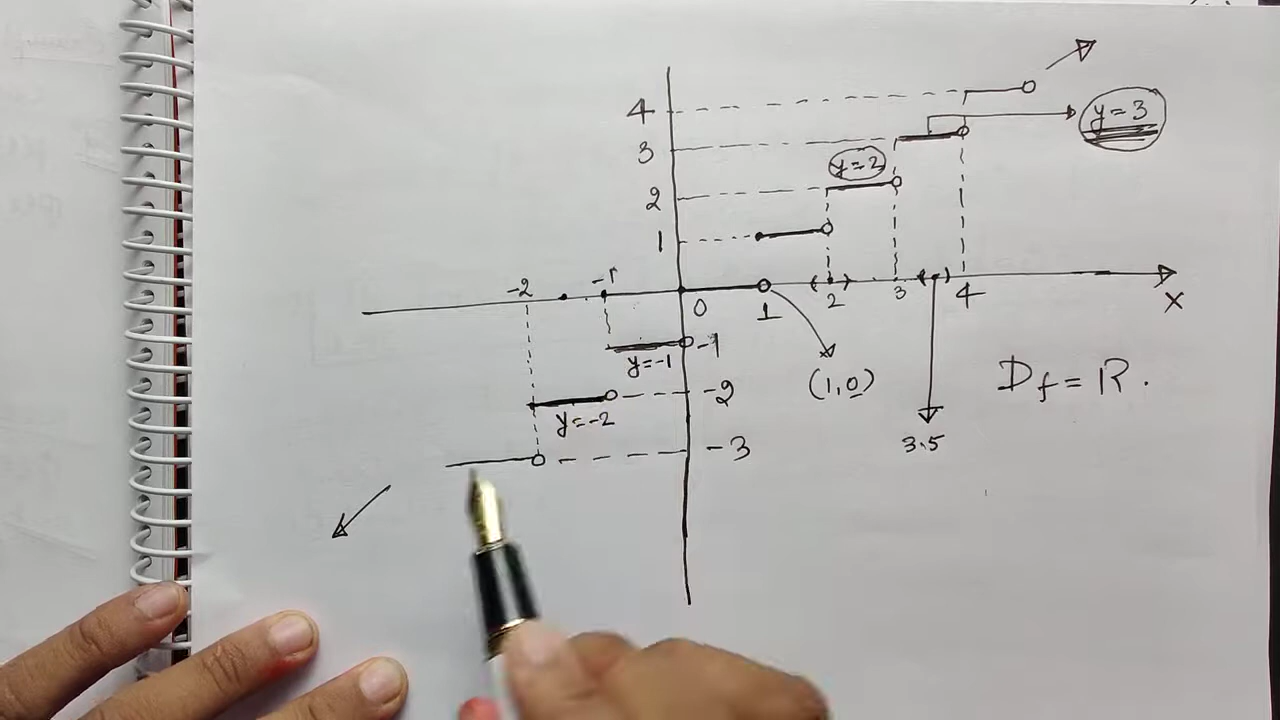 4
y=3
3
y=2
2
1
-2
-1
0
1
2
3
4
X
-1
y=-1
(1,0)
Df = R.
-2
y=-2
3.5
-3